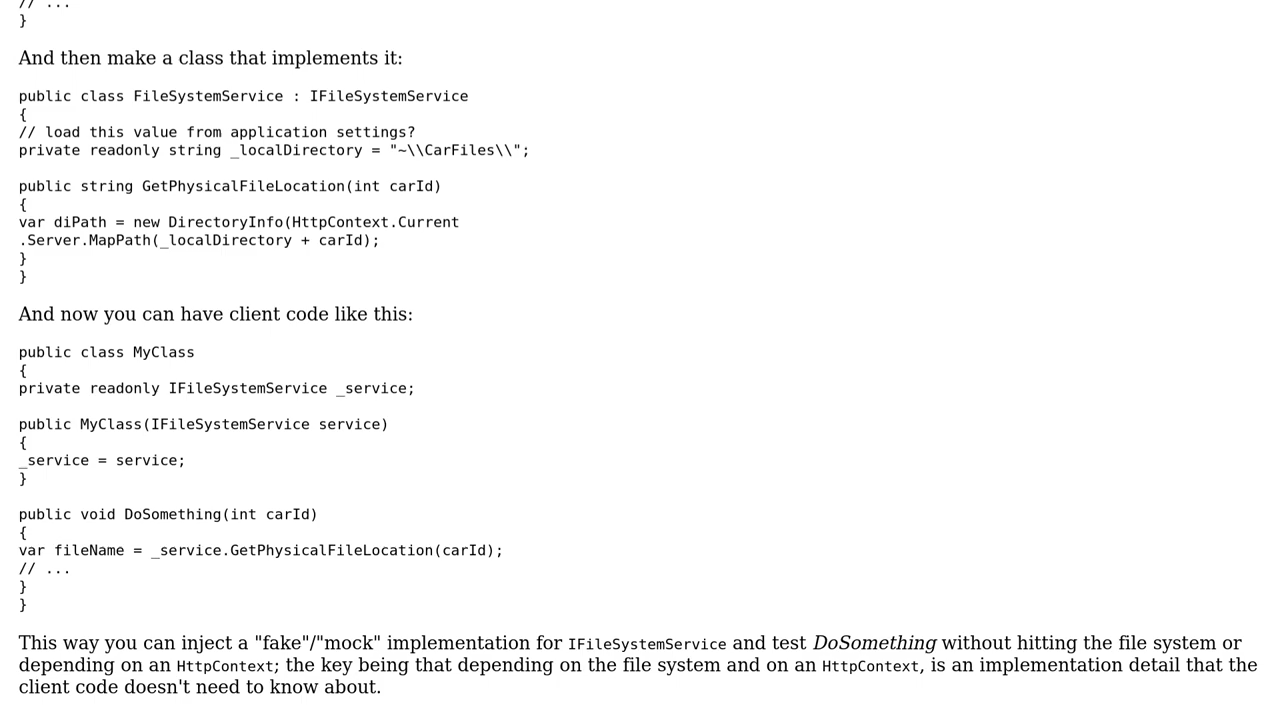 // ...
}
And then make a class that implements it:
public class FileSystemService : IFileSystemService
{
// load this value from application settings?
private readonly string _localDirectory = "~\\CarFiles\\";
public string GetPhysicalFileLocation(int carId)
{
var diPath = new DirectoryInfo(HttpContext.Current
.Server.MapPath(_localDirectory + carId);
}
}
And now you can have client code like this:
public class MyClass
{
private readonly IFileSystemService _service;
public MyClass(IFileSystemService service)
{
_service = service;
}
public void DoSomething(int carId)
{
var fileName = _service.GetPhysicalFileLocation(carId);
// ...
}
}
This way you can inject a "fake"/"mock" implementation for IFileSystemService and test DoSomething without hitting the file system or
depending on an HttpContext; the key being that depending on the file system and on an HttpContext, is an implementation detail that the
client code doesn't need to know about.